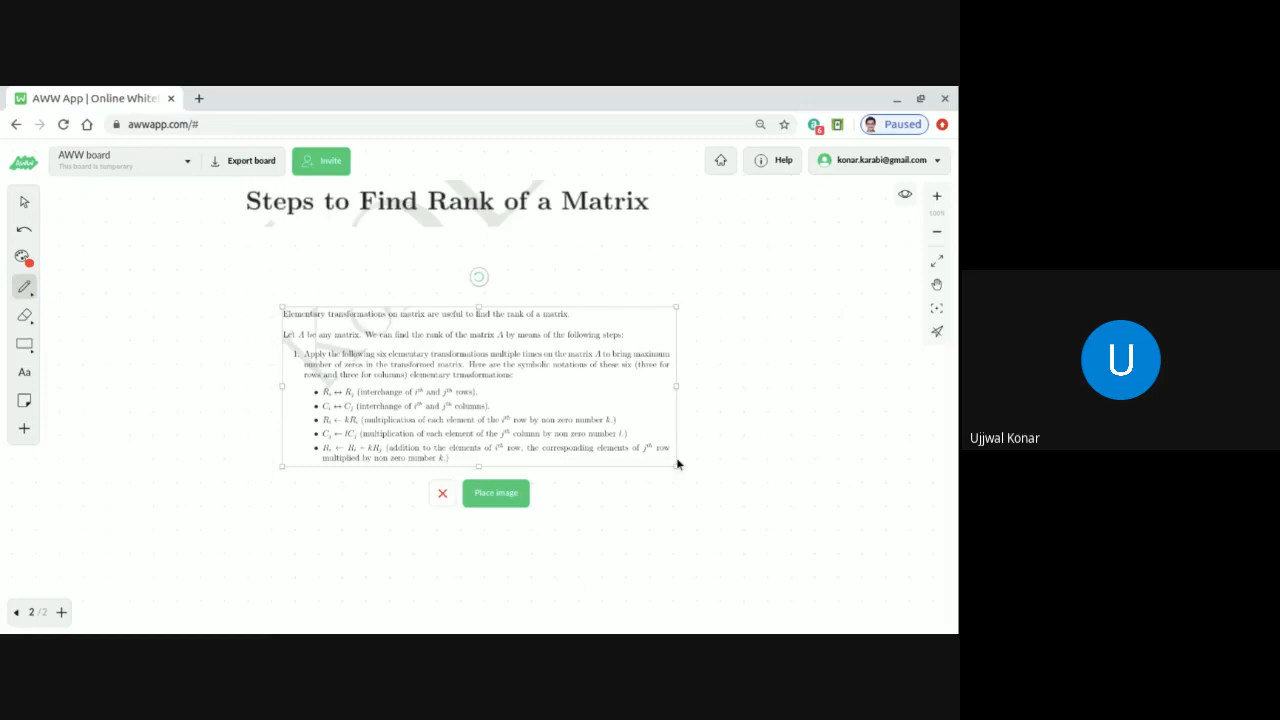 AWW App | Online White
awwapp.com/#
6
Paused
AWW
AWW board
This board is temporary
Export board
Invite
Help
konar.karabi@gmail.com
Steps to Find Rank of a Matrix
100%
Elementary transformations on matrix are useful to find the rank of a matrix.
Let A be any matrix. We can find the rank of the matrix A by means of the following steps:
1. Apply the following six elementary transformations multiple times on the matrix A to bring maximum
number of zeros in the transformed matrix. Here are the symbolic notations of these six (three for
rows and three for columns) elementary transformations:
• Rᵢ ↔ Rⱼ (interchange of iᵗʰ and jᵗʰ rows).
• Cᵢ ↔ Cⱼ (interchange of iᵗʰ and jᵗʰ columns).
• Rᵢ ← kRᵢ (multiplication of each element of the iᵗʰ row by non zero number k.)
• Cⱼ ← lCⱼ (multiplication of each element of the jᵗʰ column by non zero number l.)
• Rᵢ ← Rᵢ + kRⱼ (addition to the elements of iᵗʰ row, the corresponding elements of jᵗʰ row
multiplied by non zero number k.)
Place image
Aa
2 / 2
U
Ujjwal Konar